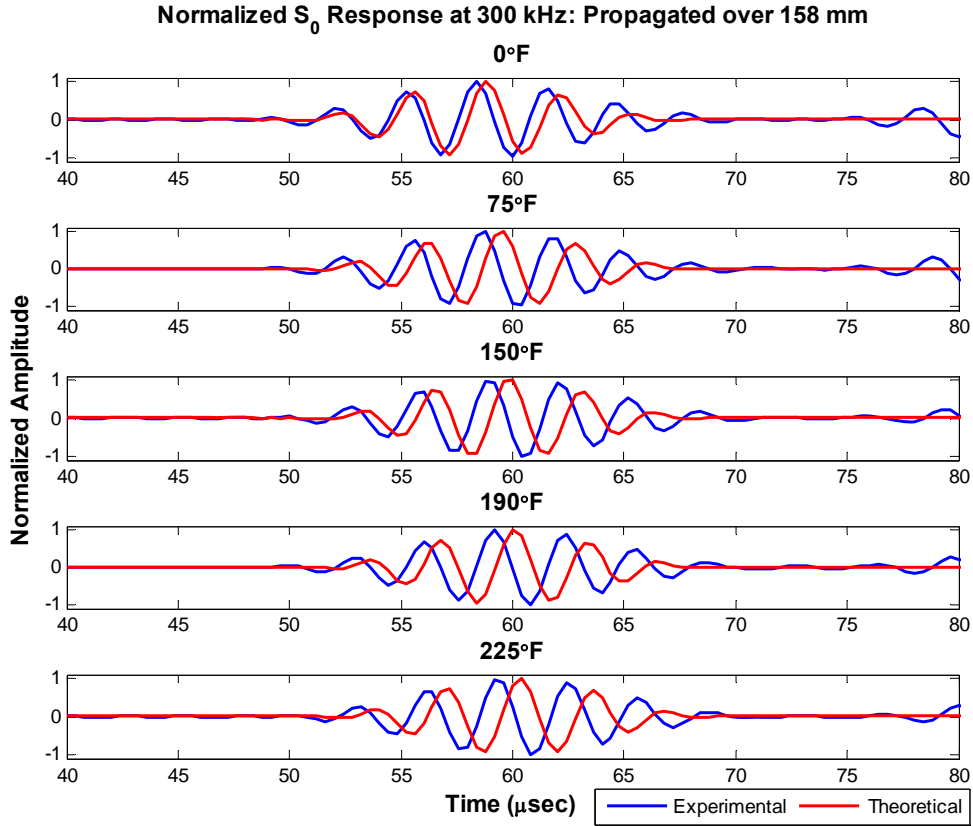 Normalized S0 Response at 300 kHz: Propagated over 158 mm
0°F
1
0
-1
40 45 50 55 60 65 70 75 80
75°F
1
0
-1
40 45 50 55 60 65 70 75 80
150°F
1
0
-1
40 45 50 55 60 65 70 75 80
190°F
1
0
-1
40 45 50 55 60 65 70 75 80
225°F
1
0
-1
40 45 50 55 60 65 70 75 80
Normalized Amplitude
Time (μsec)
Experimental Theoretical